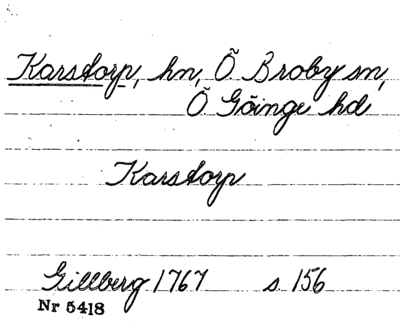 Karstorp, hn, Ö Broby sn,
Ö Göinge hd
Karstorp
Gillberg 1767 s 156
Nr 5418